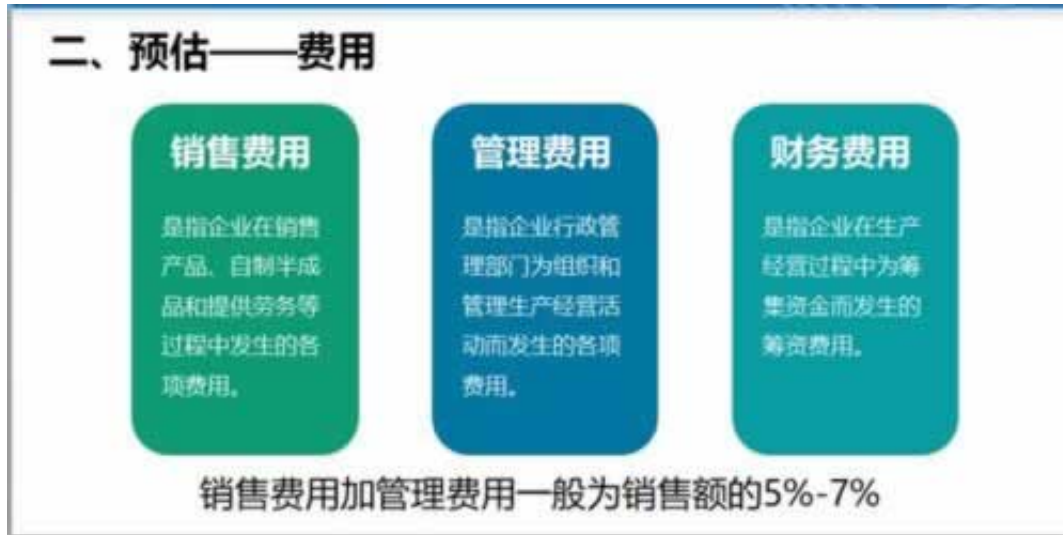 二、预估——费用
销售费用
是指企业在销售
产品、自制半成
品和提供劳务等
过程中发生的各
项费用。
管理费用
是指企业行政管
理部门为组织和
管理生产经营活
动而发生的各项
费用。
财务费用
是指企业在生产
经营过程中为筹
集资金而发生的
筹资费用。
销售费用加管理费用一般为销售额的5%-7%